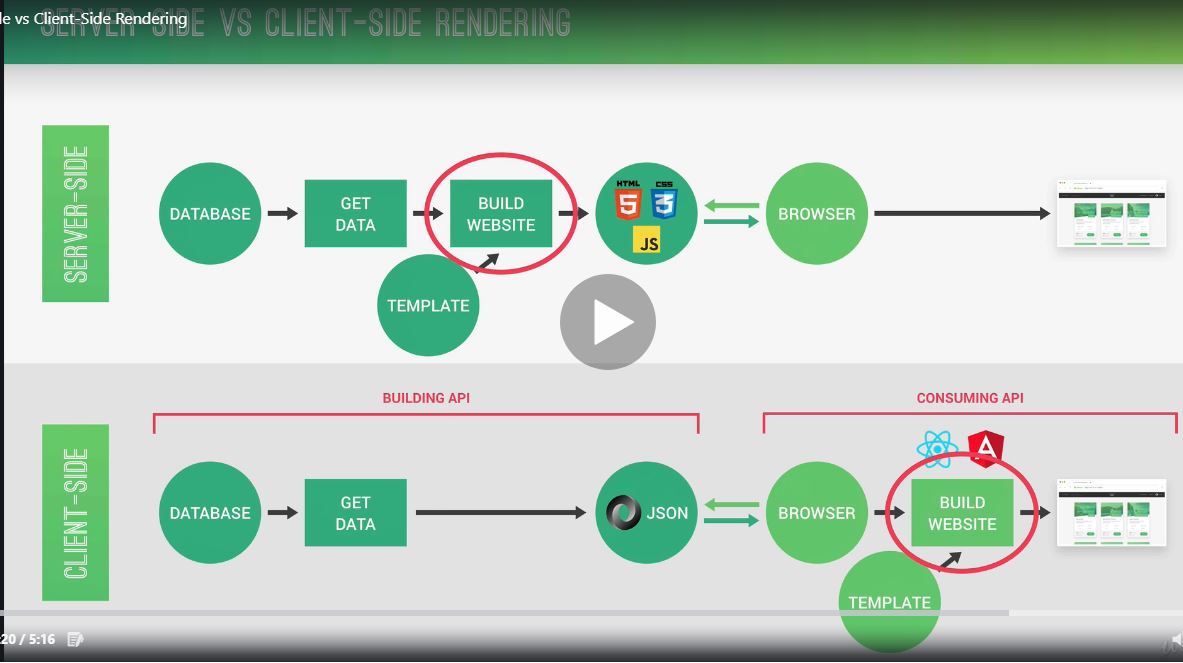 le vs Client-Side Rendering
SERVER-SIDE VS CLIENT-SIDE RENDERING
SERVER-SIDE
DATABASE
GET
DATA
BUILD
WEBSITE
TEMPLATE
HTML
5
CSS
3
JS
BROWSER
BUILDING API
CONSUMING API
CLIENT-SIDE
DATABASE
GET
DATA
JSON
BROWSER
BUILD
WEBSITE
TEMPLATE
:20 / 5:16